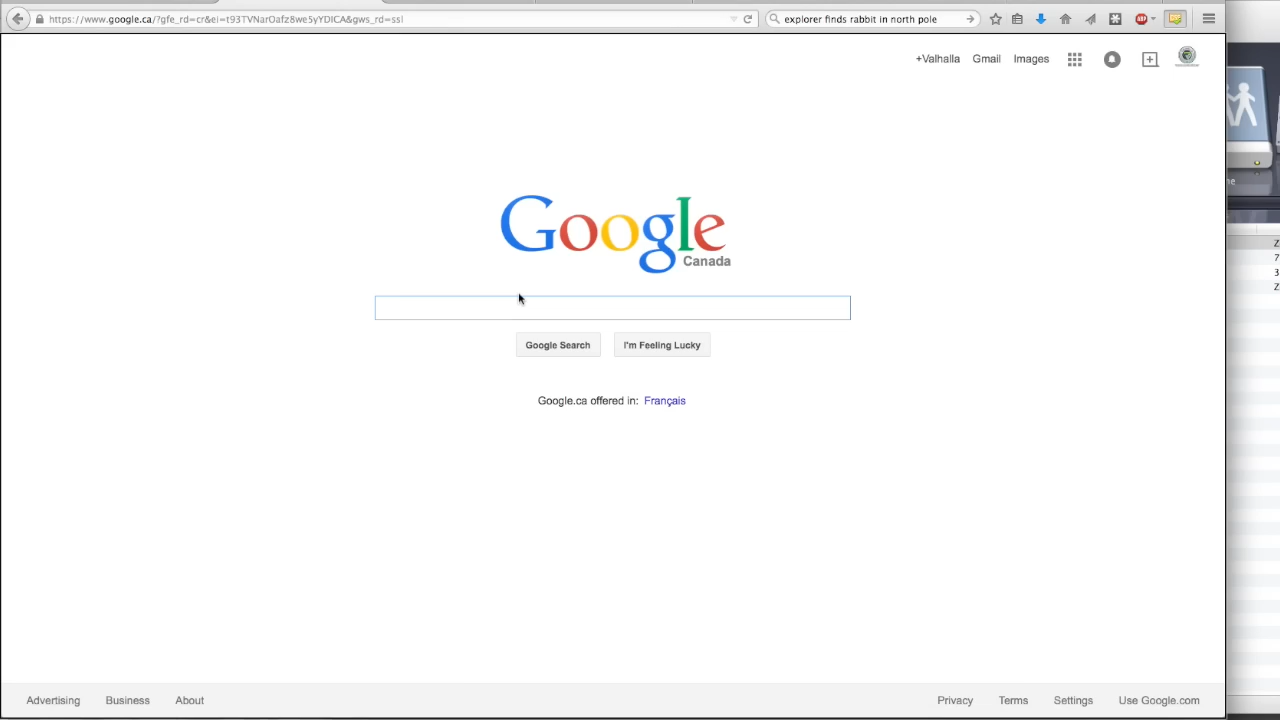 https://www.google.ca/?gfe_rd=cr&ei=t93TVNarOafz8we5yYDICA&gws_rd=ssl
explorer finds rabbit in north pole
ABP
+Valhalla Gmail Images
Google
Canada
Google Search I'm Feeling Lucky
Google.ca offered in: Français
Advertising Business About Privacy Terms Settings Use Google.com